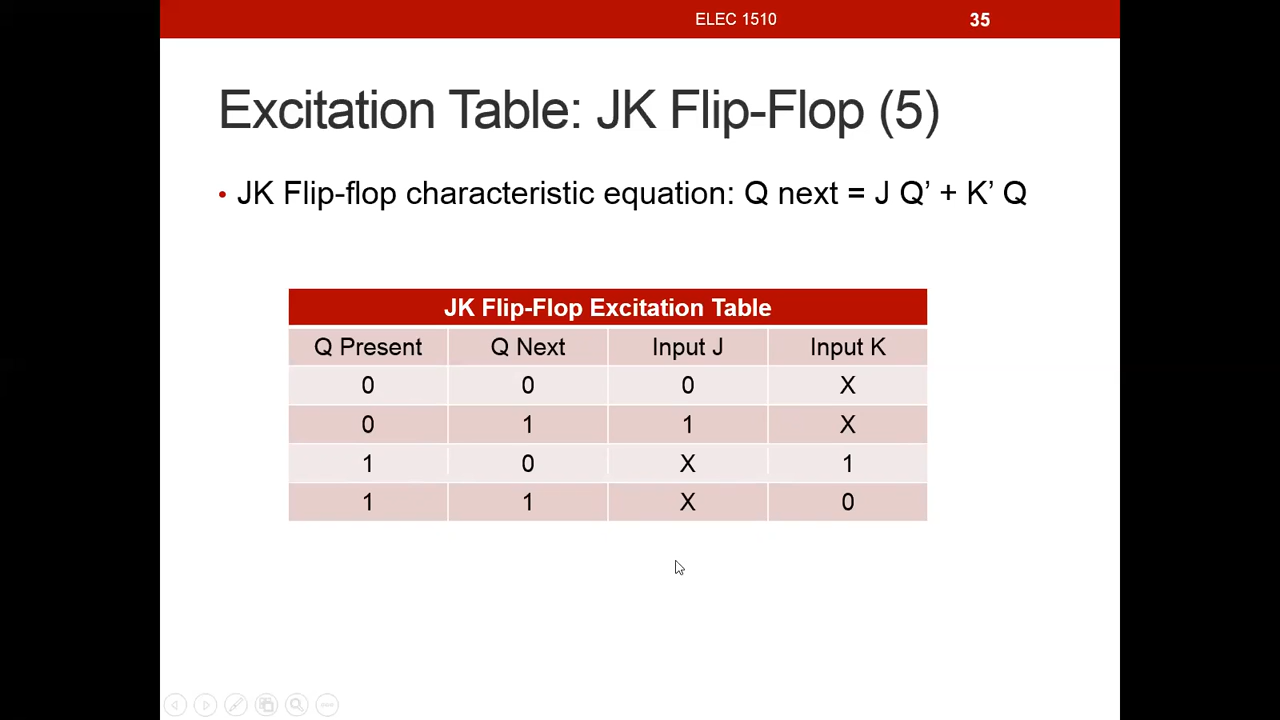 ELEC 1510 35
Excitation Table: JK Flip-Flop (5)
• JK Flip-flop characteristic equation: Q next = J Q’ + K’ Q
JK Flip-Flop Excitation Table
Q Present Q Next Input J Input K
0 0 0 X
0 1 1 X
1 0 X 1
1 1 X 0